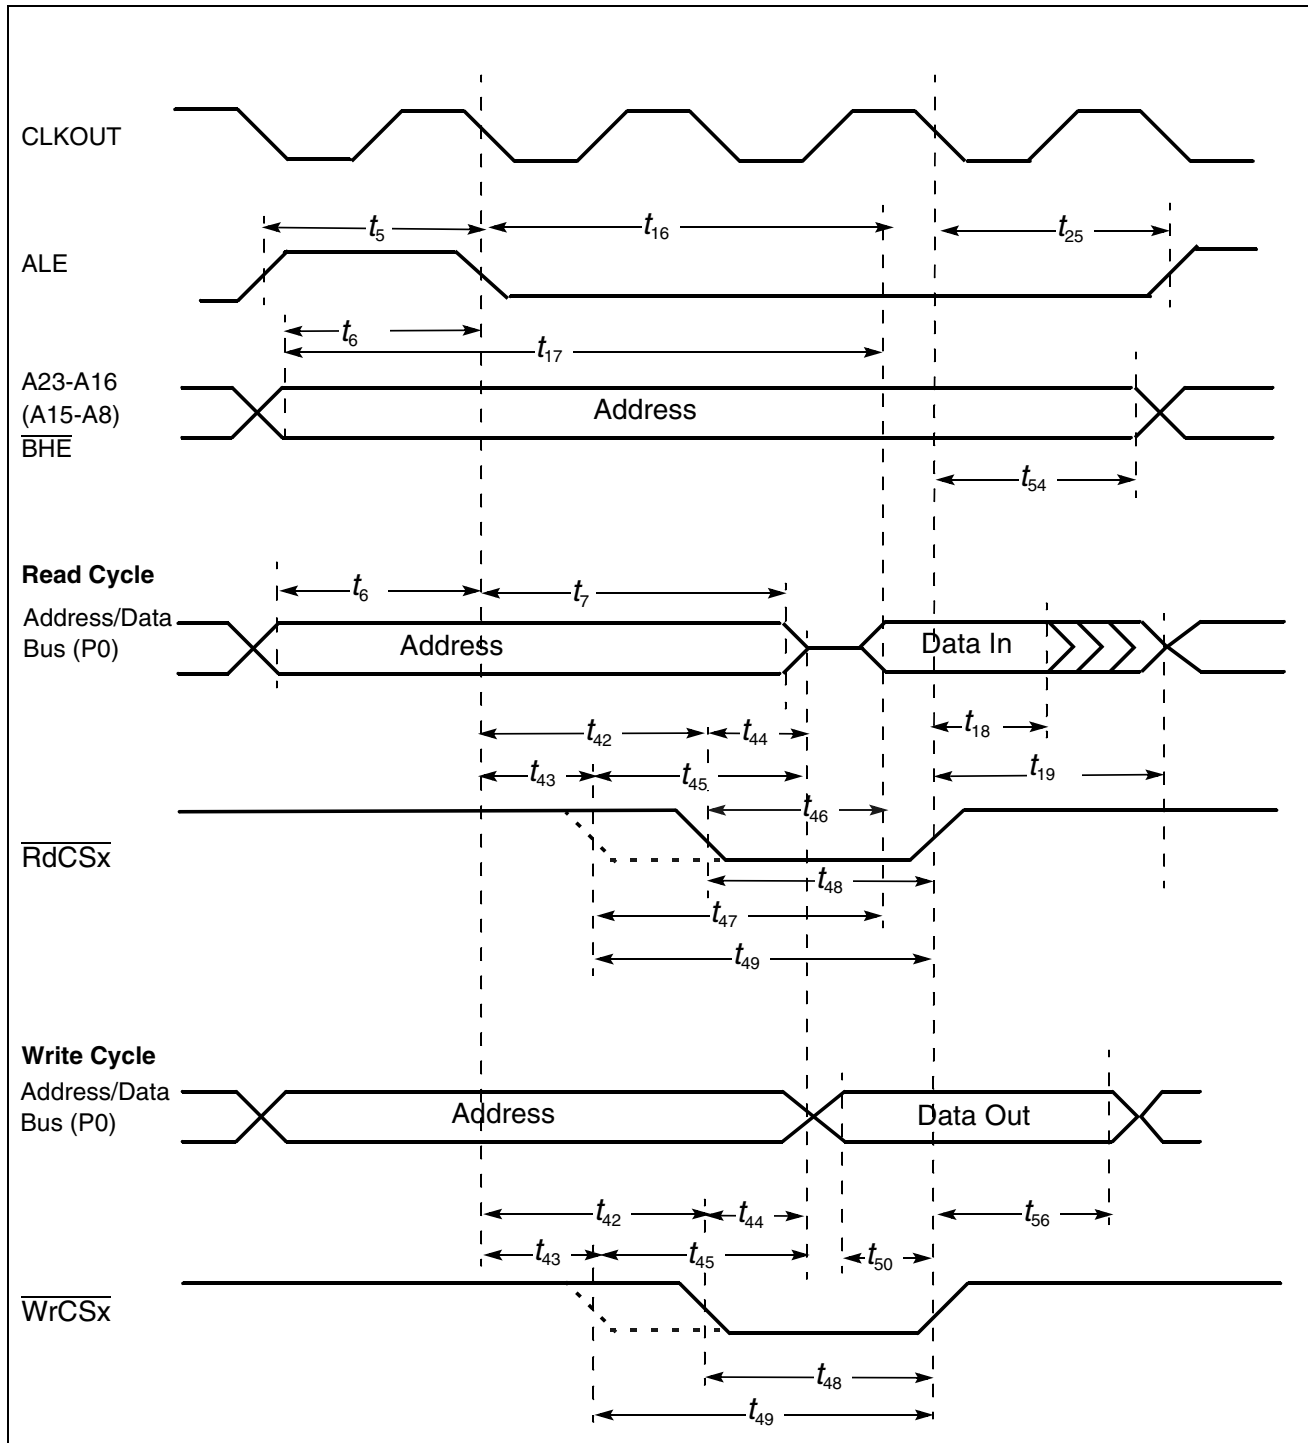 CLKOUT
t5
t16
t25
ALE
t6
t17
A23-A16
(A15-A8)
BHE
Address
t54
Read Cycle
t6
t7
Address/Data
Bus (P0)
Address
Data In
t42
t44
t18
t43
t45
t19
t46
RdCSx
t48
t47
t49
Write Cycle
Address/Data
Bus (P0)
Address
Data Out
t42
t44
t56
t43
t45
t50
WrCSx
t48
t49